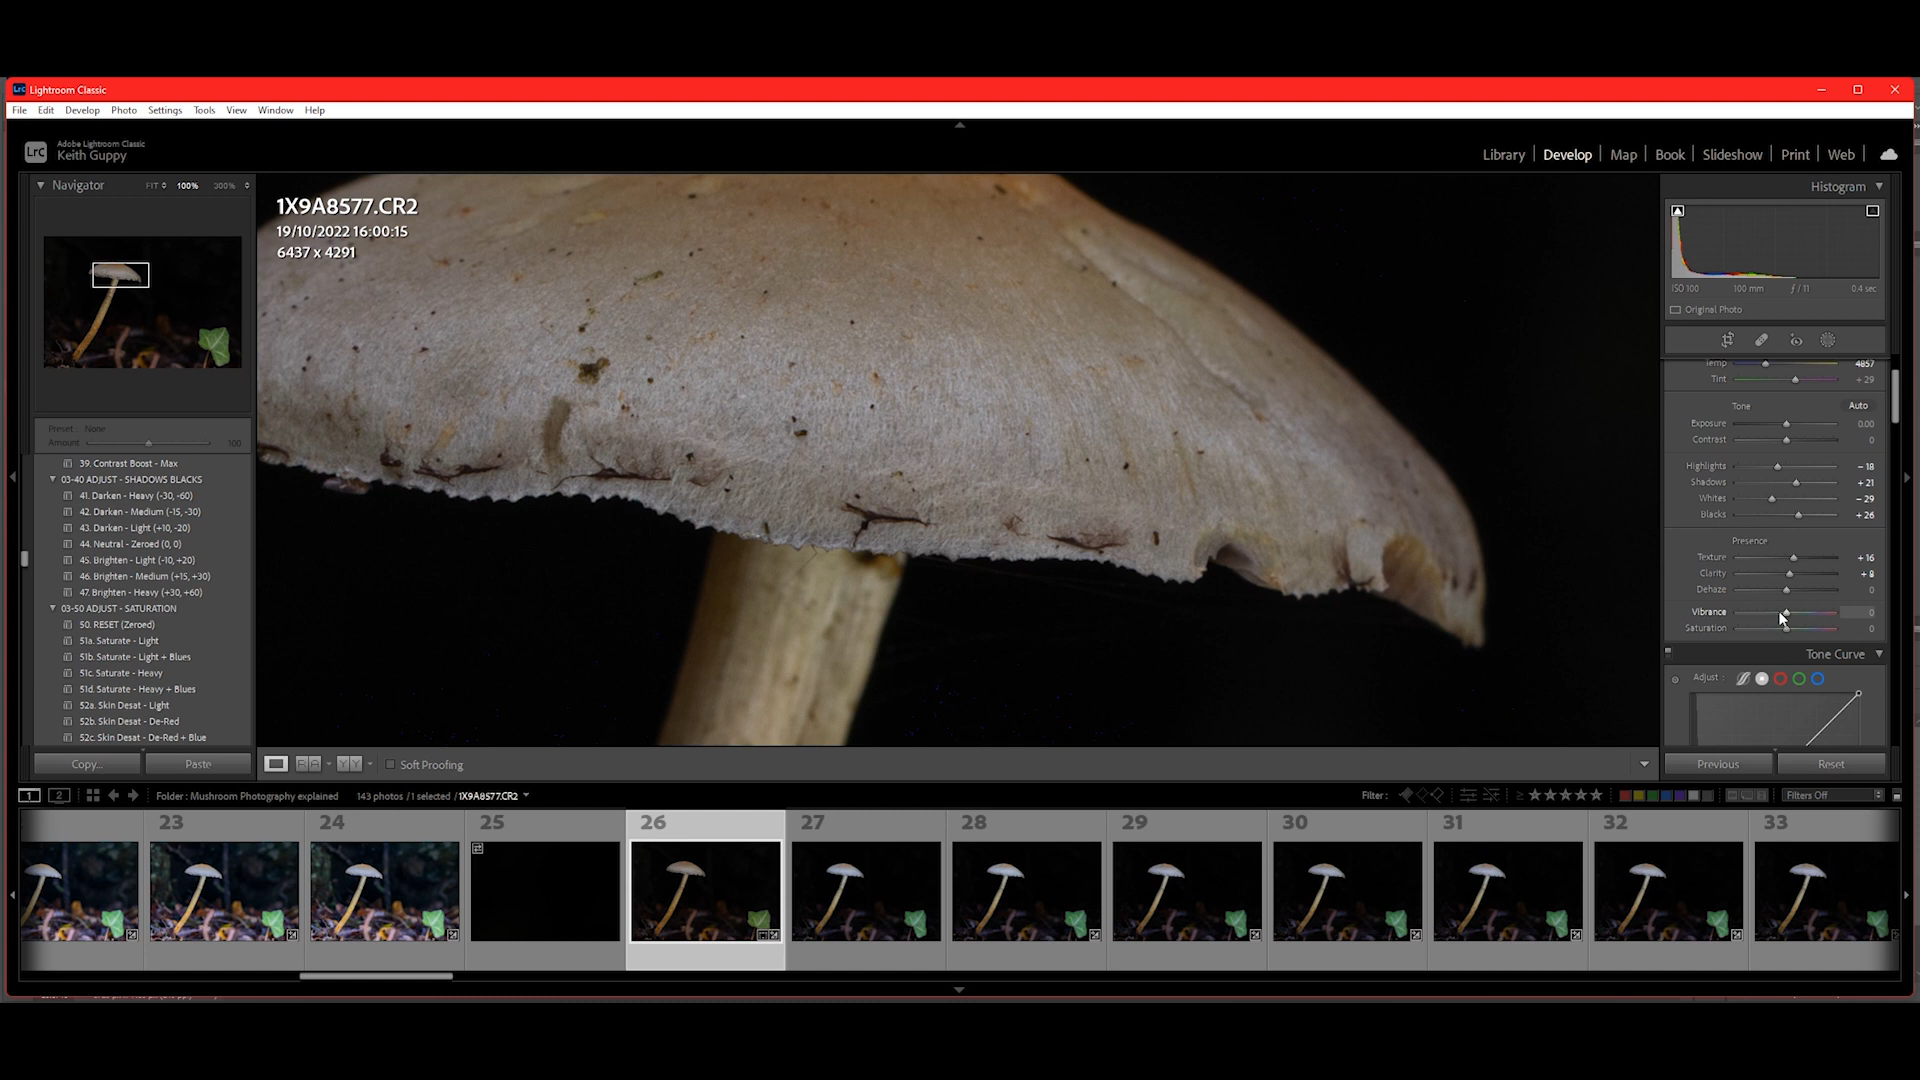 Lightroom Classic
File Edit Develop Photo Settings Tools View Window Help
Adobe Lightroom Classic
Keith Guppy
Library Develop Map Book Slideshow Print Web
Navigator FIT 100% 300%
Preset : None
Amount 100
39. Contrast Boost - Max
03-40 ADJUST - SHADOWS BLACKS
41. Darken - Heavy (-30, -60)
42. Darken - Medium (-15, -30)
43. Darken - Light (+10, -20)
44. Neutral - Zeroed (0, 0)
45. Brighten - Light (-10, +20)
46. Brighten - Medium (+15, +30)
47. Brighten - Heavy (+30, +60)
03-50 ADJUST - SATURATION
50. RESET (Zeroed)
51a. Saturate - Light
51b. Saturate - Light + Blues
51c. Saturate - Heavy
51d. Saturate - Heavy + Blues
52a. Skin Desat - Light
52b. Skin Desat - De-Red
52c. Skin Desat - De-Red + Blue
Copy... Paste
1X9A8577.CR2
19/10/2022 16:00:15
6437 x 4291
Soft Proofing
Histogram
ISO 100 100 mm ƒ / 11 0.4 sec
Original Photo
Temp 4857
Tint + 29
Tone Auto
Exposure 0.00
Contrast 0
Highlights - 18
Shadows + 21
Whites - 29
Blacks + 26
Presence
Texture + 16
Clarity + 8
Dehaze 0
Vibrance 0
Saturation 0
Tone Curve
Adjust :
Previous Reset
1 2 Folder : Mushroom Photography explained 143 photos / 1 selected / 1X9A8577.CR2 Filter : Filters Off
23 24 25 26 27 28 29 30 31 32 33